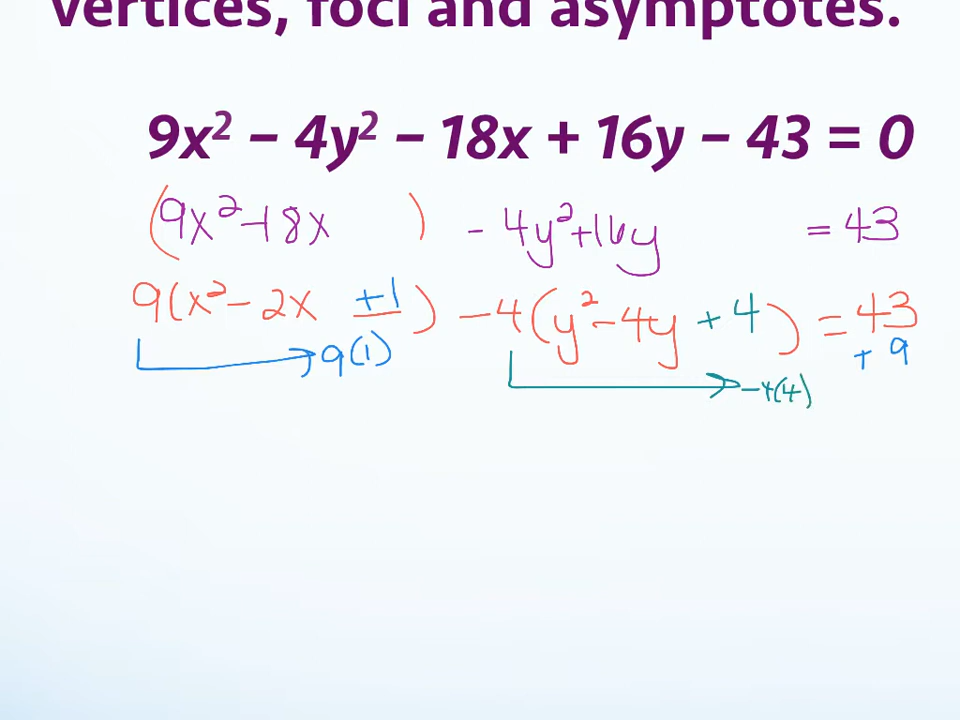 vertices, foci and asymptotes.
9x² − 4y² − 18x + 16y − 43 = 0
(9x²-18x ) - 4y²+16y = 43
9(x²- 2x +1) -4(y²-4y +4) = 43
9(1) -4(4) + 9